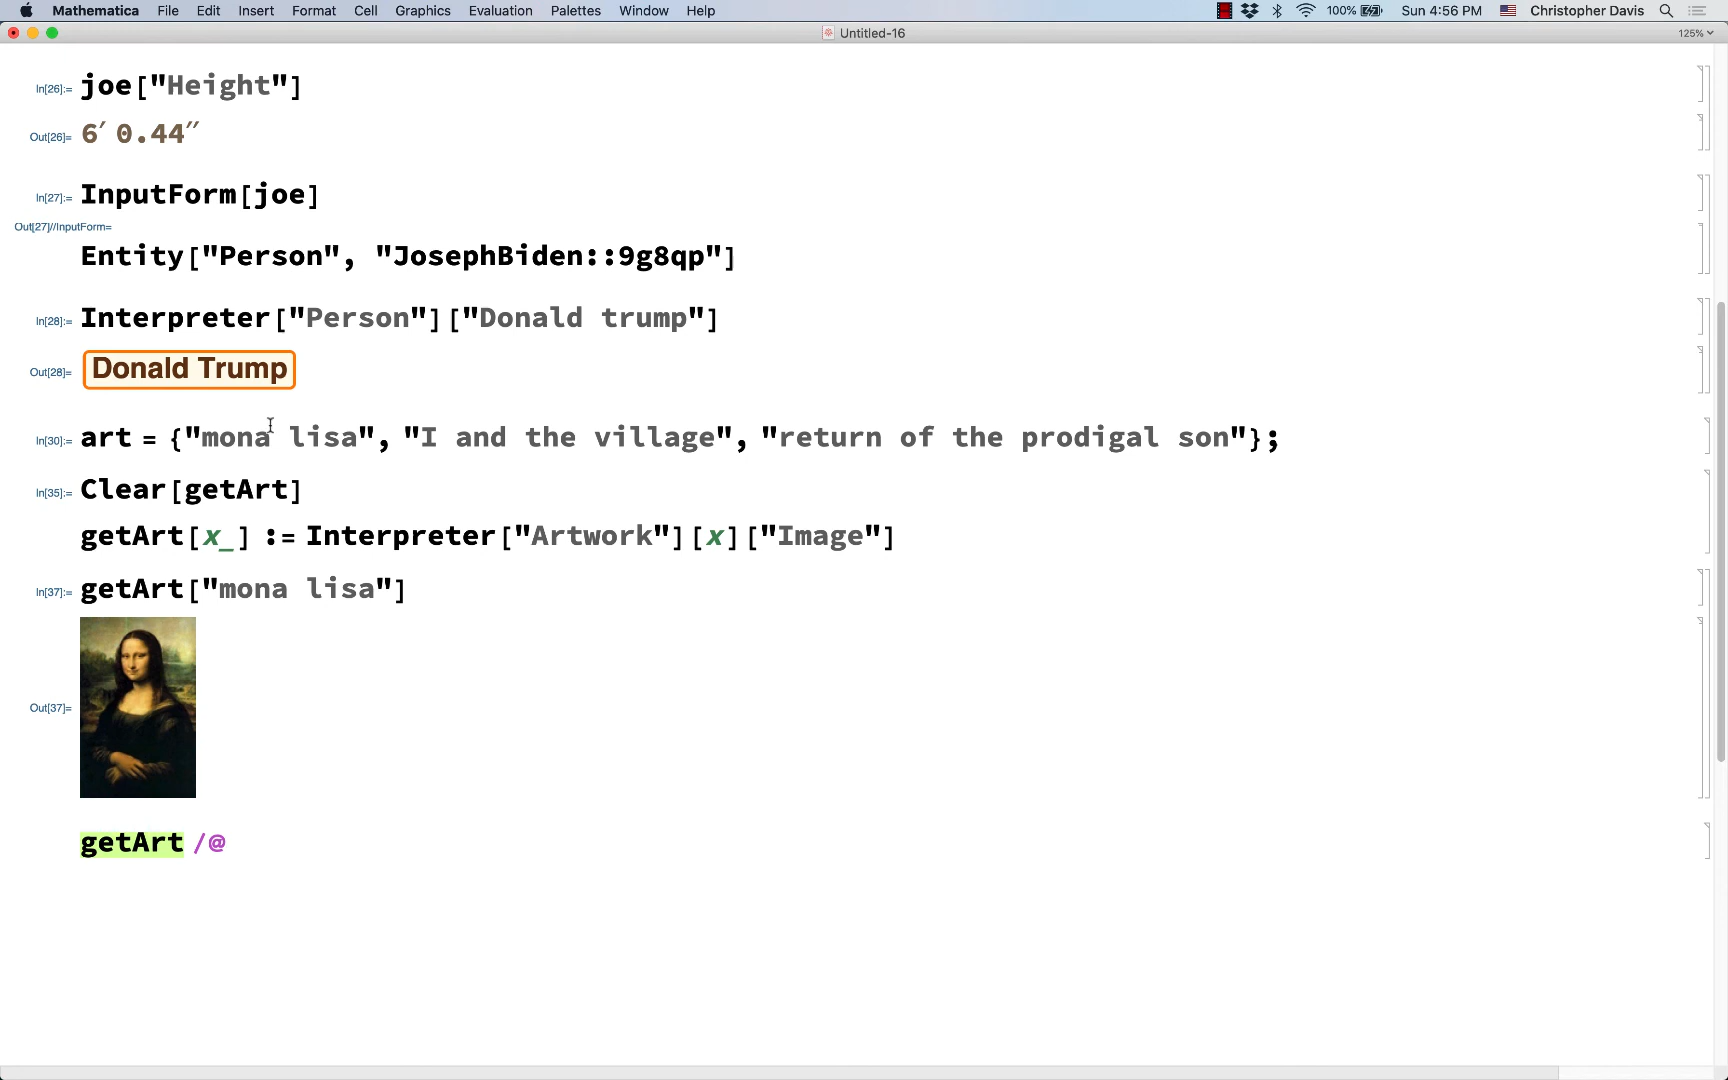 Mathematica File Edit Insert Format Cell Graphics Evaluation Palettes Window Help 100% Sun 4:56 PM Christopher Davis
Untitled-16 125%
In[26]:= joe["Height"]
Out[26]= 6′ 0.44″
In[27]:= InputForm[joe]
Out[27]//InputForm=
Entity["Person", "JosephBiden::9g8qp"]
In[28]:= Interpreter["Person"]["Donald trump"]
Out[28]= Donald Trump
In[30]:= art = {"mona lisa", "I and the village", "return of the prodigal son"};
In[35]:= Clear[getArt]
getArt[x_] := Interpreter["Artwork"][x]["Image"]
In[37]:= getArt["mona lisa"]
Out[37]=
getArt /@